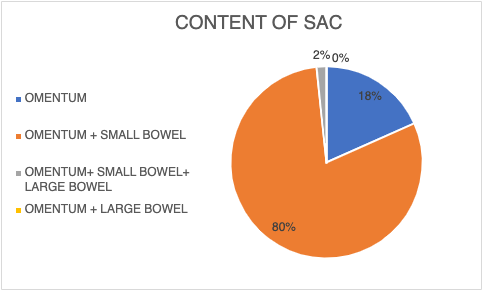 CONTENT OF SAC
2% 0%
18%
OMENTUM
OMENTUM + SMALL BOWEL
OMENTUM+ SMALL BOWEL+
LARGE BOWEL
OMENTUM + LARGE BOWEL
80%